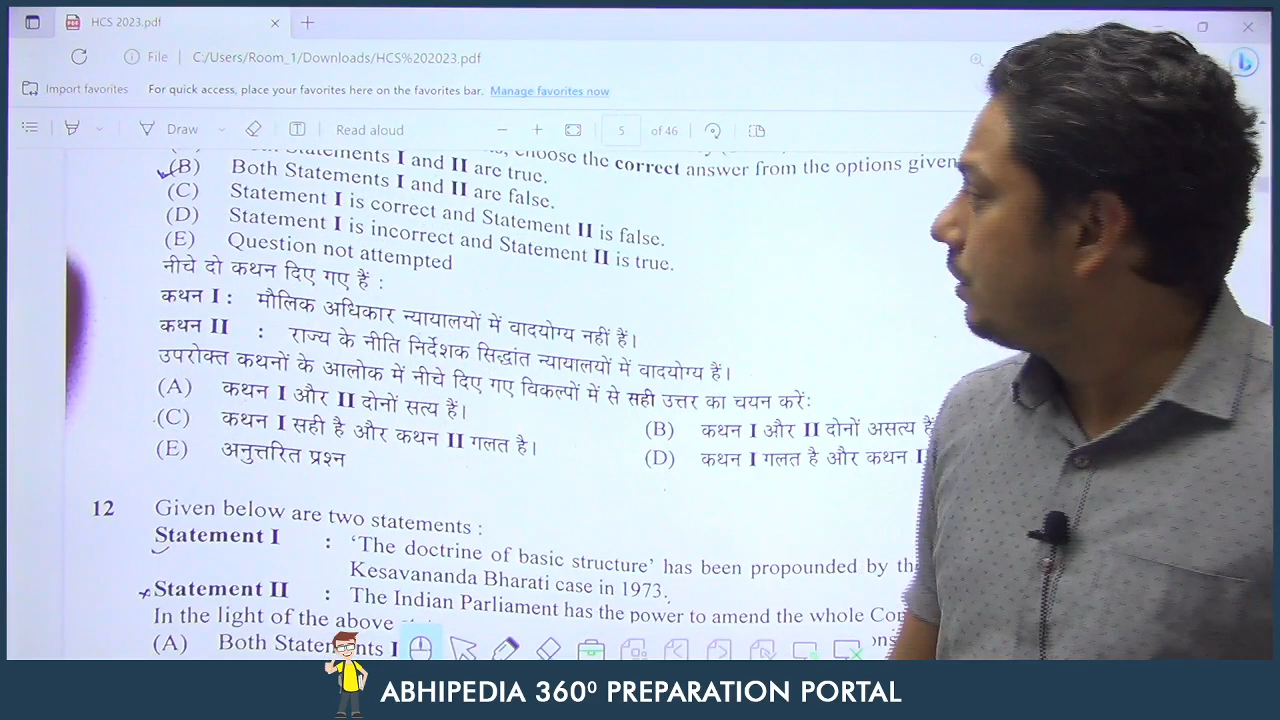 HCS 2023.pdf
File C:/Users/Room_1/Downloads/HCS%202023.pdf
Import favorites For quick access, place your favorites here on the favorites bar. Manage favorites now
Draw Read aloud 5 of 46
choose the correct answer from the options given
Statements I and II are true.
(B) Both Statements I and II are false.
(C) Statement I is correct and Statement II is false.
(D) Statement I is incorrect and Statement II is true.
(E) Question not attempted
नीचे दो कथन दिए गए हैं :
कथन I : मौलिक अधिकार न्यायालयों में वादयोग्य नहीं हैं।
कथन II : राज्य के नीति निर्देशक सिद्धांत न्यायालयों में वादयोग्य हैं।
उपरोक्त कथनों के आलोक में नीचे दिए गए विकल्पों में से सही उत्तर का चयन करें:
(A) कथन I और II दोनों सत्य हैं।
(B) कथन I और II दोनों असत्य हैं
(C) कथन I सही है और कथन II गलत है।
(D) कथन I गलत है और कथन
(E) अनुत्तरित प्रश्न
12 Given below are two statements :
Statement I : ‘The doctrine of basic structure’ has been propounded by the
Kesavananda Bharati case in 1973.
Statement II : The Indian Parliament has the power to amend the whole
In the light of the above
(A) Both Statements I
ABHIPEDIA 360⁰ PREPARATION PORTAL